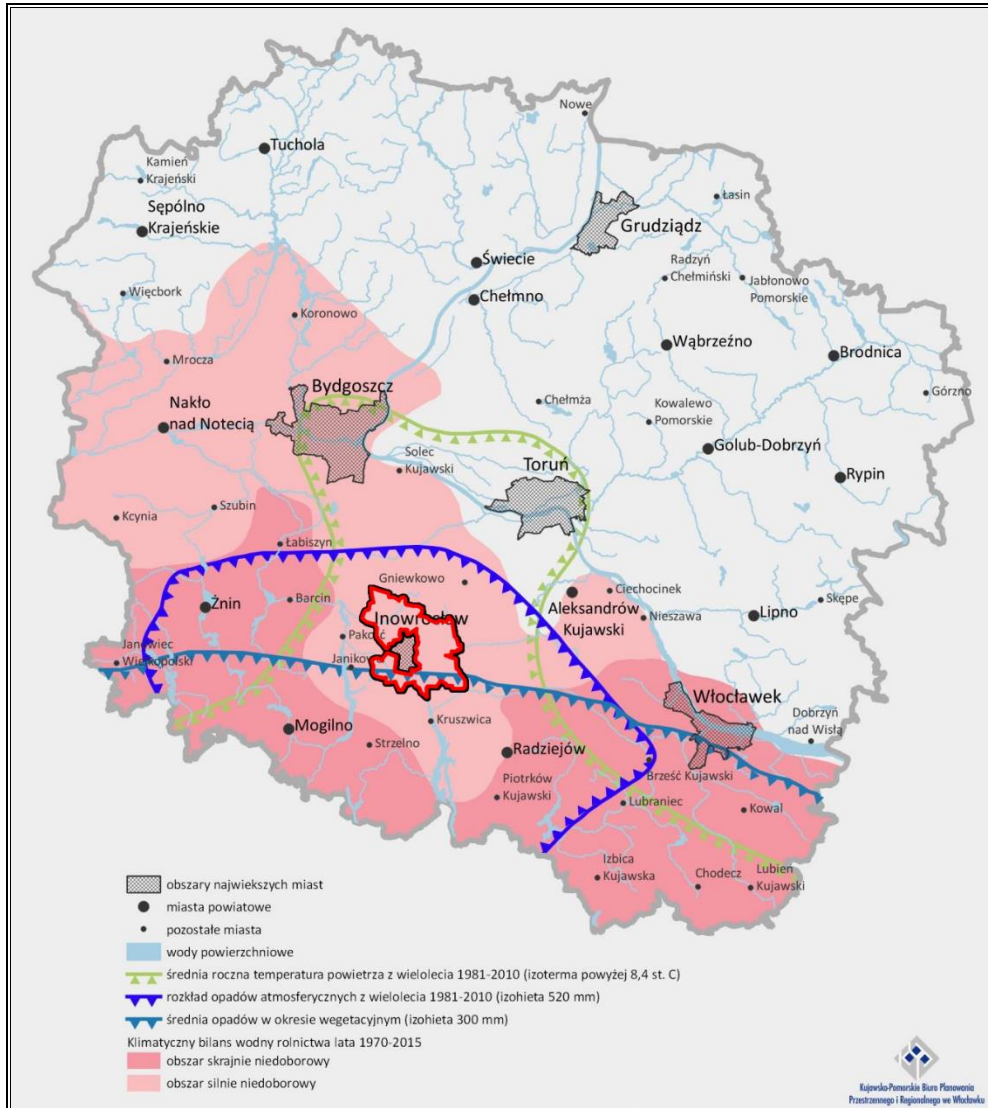 Nowe
Tuchola
Kamień
Krajeński
Łasin
Sępólno
Krajeńskie
Grudziądz
Świecie
Radzyń
Chełmiński
Jabłonowo
Pomorskie
Więcbork
Chełmno
Koronowo
Wąbrzeźno
Brodnica
Mrocza
Bydgoszcz
Górzno
Chełmża
Kowalewo
Pomorskie
Nakło
nad Notecią
Golub-Dobrzyń
Solec
Kujawski
Toruń
Rypin
Szubin
Kcynia
Łabiszyn
Gniewkowo
Ciechocinek
Żnin
Barcin
Aleksandrów
Kujawski
Nieszawa
Lipno
Skępe
Inowrocław
Pakość
Janowiec
Wielkopolski
Janikowo
Włocławek
Kruszwica
Dobrzyń
nad Wisłą
Mogilno
Strzelno
Radziejów
Brześć Kujawski
Piotrków
Kujawski
Lubraniec
Kowal
Izbica
Kujawska
Chodecz
Lubień
Kujawski
obszary największych miast
miasta powiatowe
pozostałe miasta
wody powierzchniowe
średnia roczna temperatura powietrza z wielolecia 1981-2010 (izoterma powyżej 8,4 st. C)
rozkład opadów atmosferycznych z wielolecia 1981-2010 (izohieta 520 mm)
średnia opadów w okresie wegetacyjnym (izohieta 300 mm)
Klimatyczny bilans wodny rolnictwa lata 1970-2015
obszar skrajnie niedoborowy
obszar silnie niedoborowy
Kujawsko-Pomorskie Biuro Planowania
Przestrzennego i Regionalnego we Włocławku